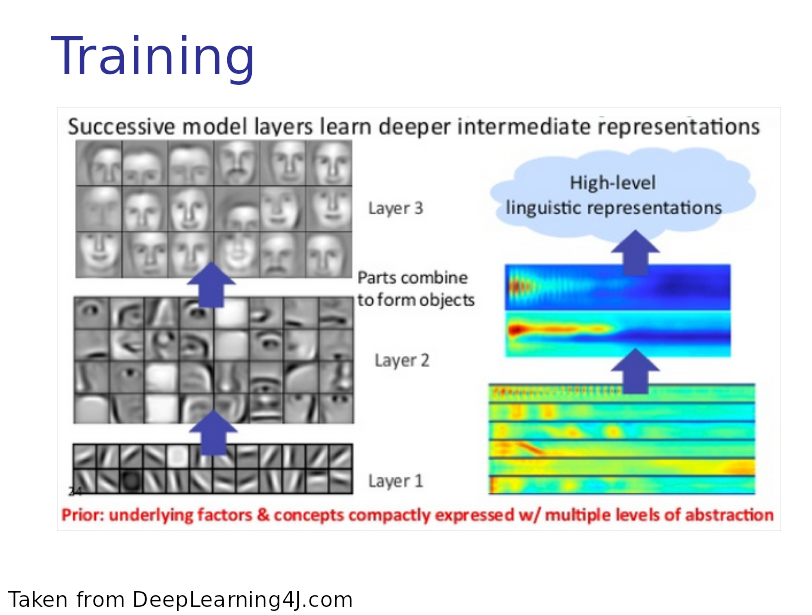 Training
Successive model layers learn deeper intermediate representations
High-level
linguistic representations
Layer 3
Parts combine
to form objects
Layer 2
Layer 1
24
Prior: underlying factors & concepts compactly expressed w/ multiple levels of abstraction
Taken from DeepLearning4J.com